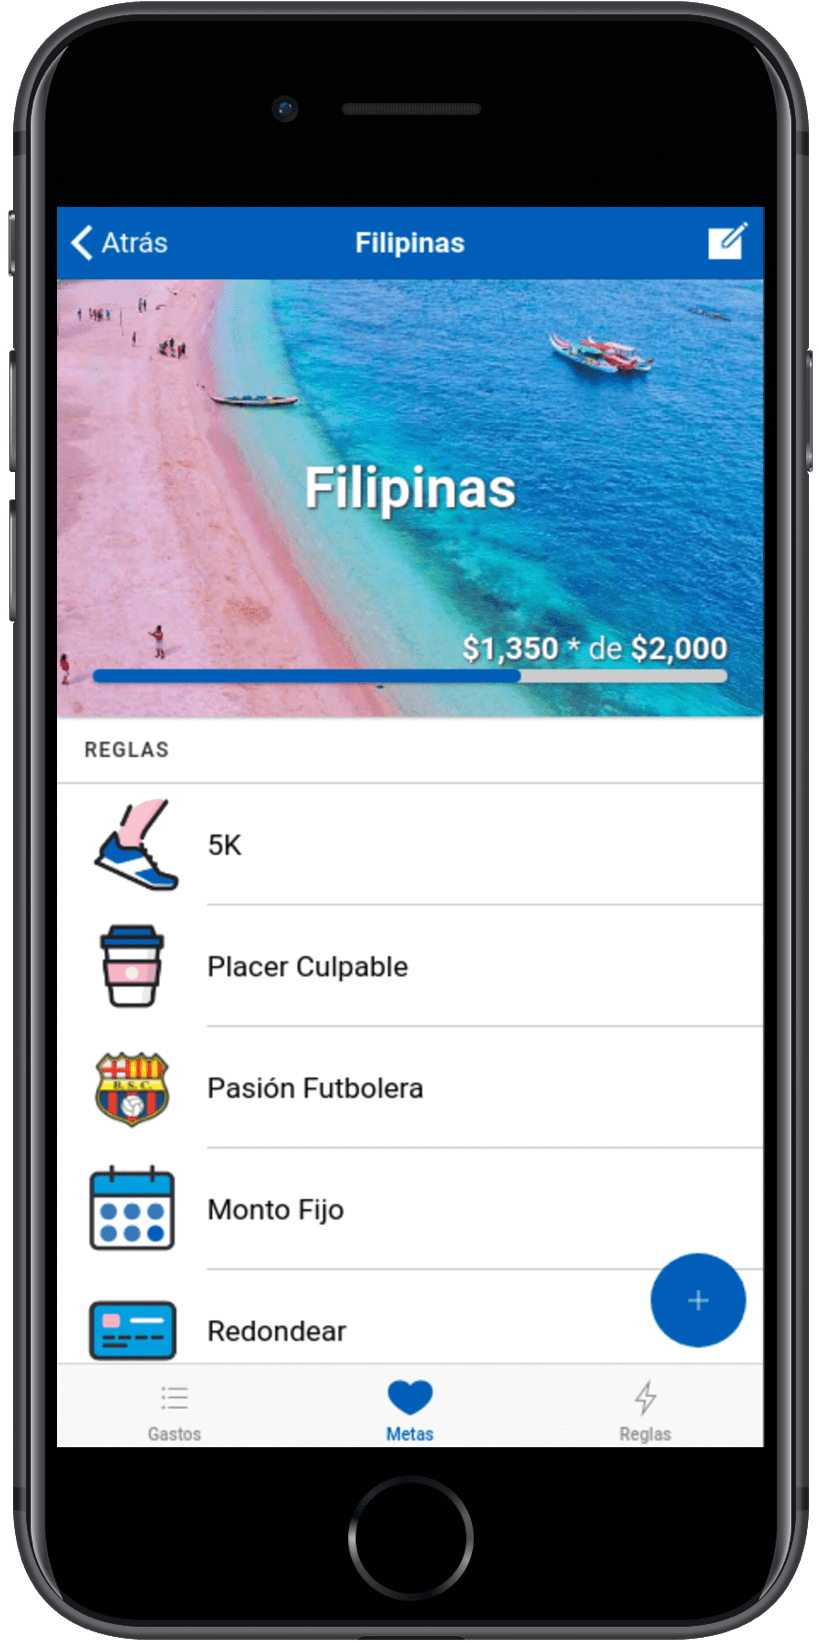 Atrás
Filipinas
Filipinas
$1,350 * de $2,000
REGLAS
5K
Placer Culpable
B.S.C.
Pasión Futbolera
Monto Fijo
Redondear
Gastos
Metas
Reglas